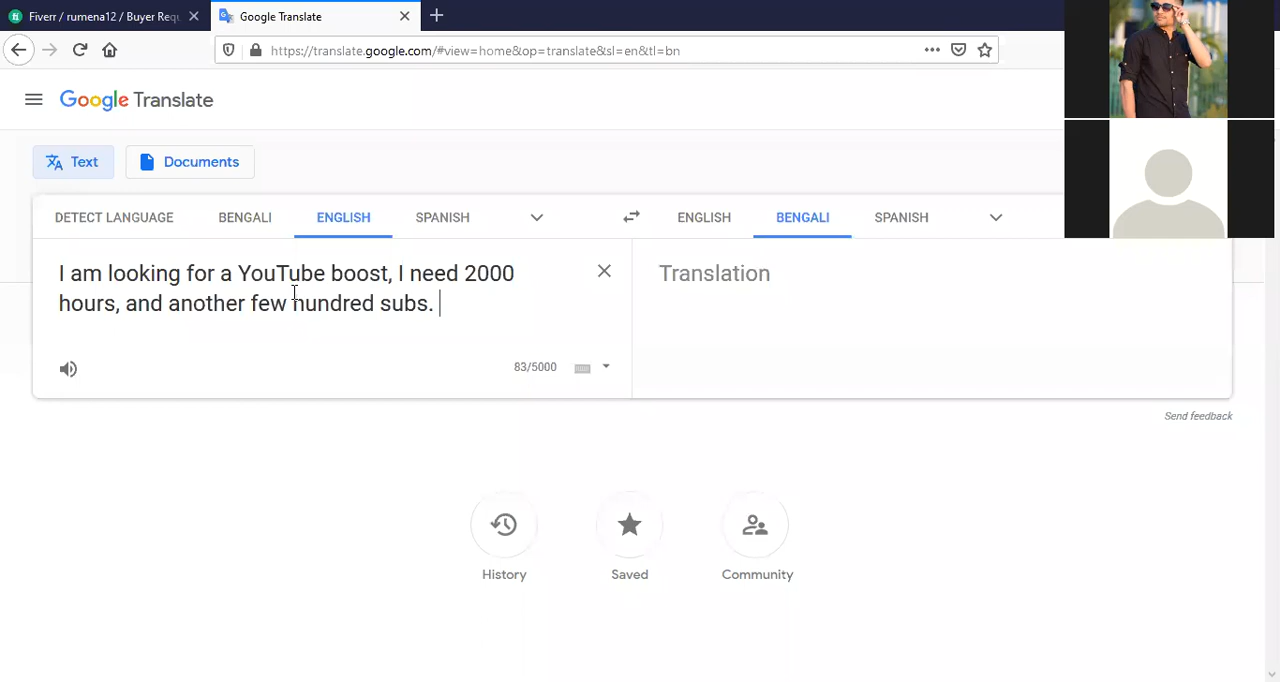 Fiverr / rumena12 / Buyer Requ
Google Translate
https://translate.google.com/#view=home&op=translate&sl=en&tl=bn
Google Translate
Text
Documents
DETECT LANGUAGE
BENGALI
ENGLISH
SPANISH
ENGLISH
BENGALI
SPANISH
I am looking for a YouTube boost, I need 2000
hours, and another few hundred subs.
Translation
83/5000
Send feedback
History
Saved
Community